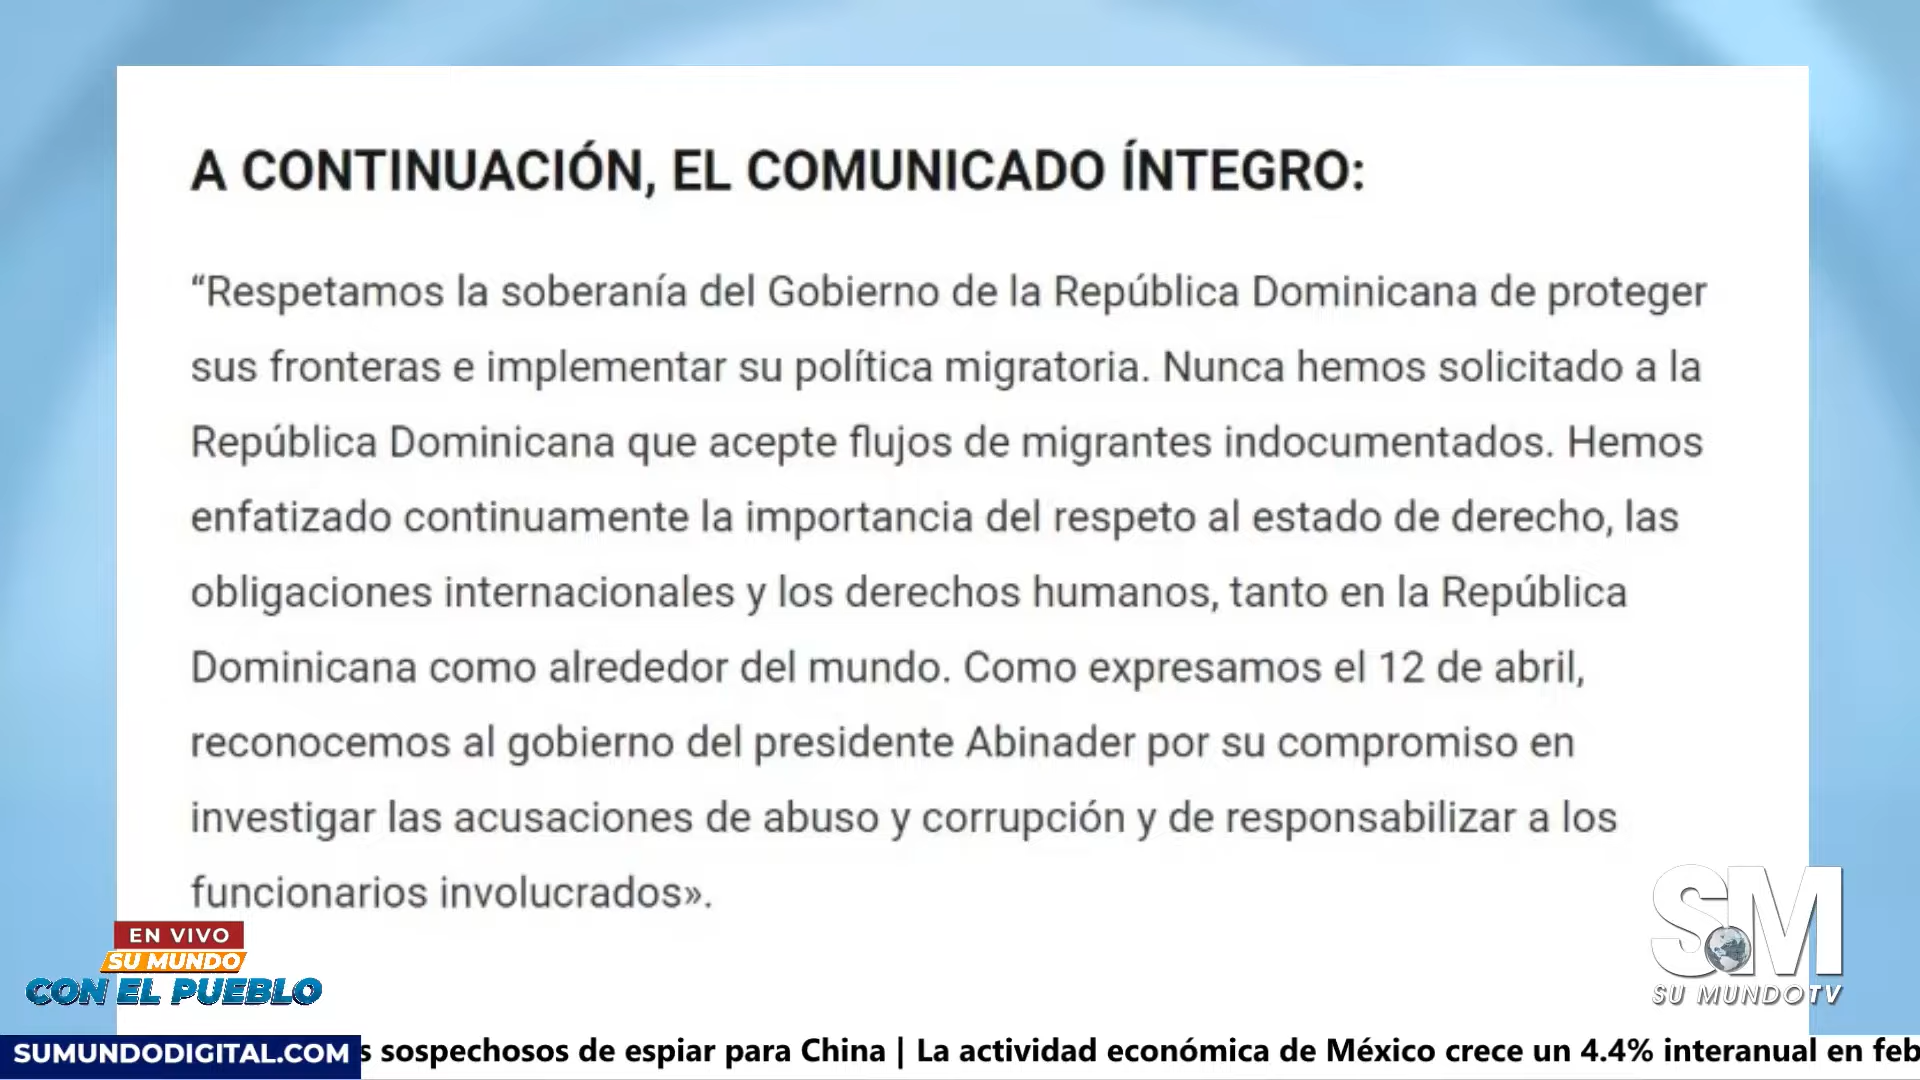 A CONTINUACIÓN, EL COMUNICADO ÍNTEGRO:
“Respetamos la soberanía del Gobierno de la República Dominicana de proteger
sus fronteras e implementar su política migratoria. Nunca hemos solicitado a la
República Dominicana que acepte flujos de migrantes indocumentados. Hemos
enfatizado continuamente la importancia del respeto al estado de derecho, las
obligaciones internacionales y los derechos humanos, tanto en la República
Dominicana como alrededor del mundo. Como expresamos el 12 de abril,
reconocemos al gobierno del presidente Abinader por su compromiso en
investigar las acusaciones de abuso y corrupción y de responsabilizar a los
funcionarios involucrados».
EN VIVO
SU MUNDO
CON EL PUEBLO
SM
SU MUNDOTV
SUMUNDODIGITAL.COM
s sospechosos de espiar para China | La actividad económica de México crece un 4.4% interanual en feb